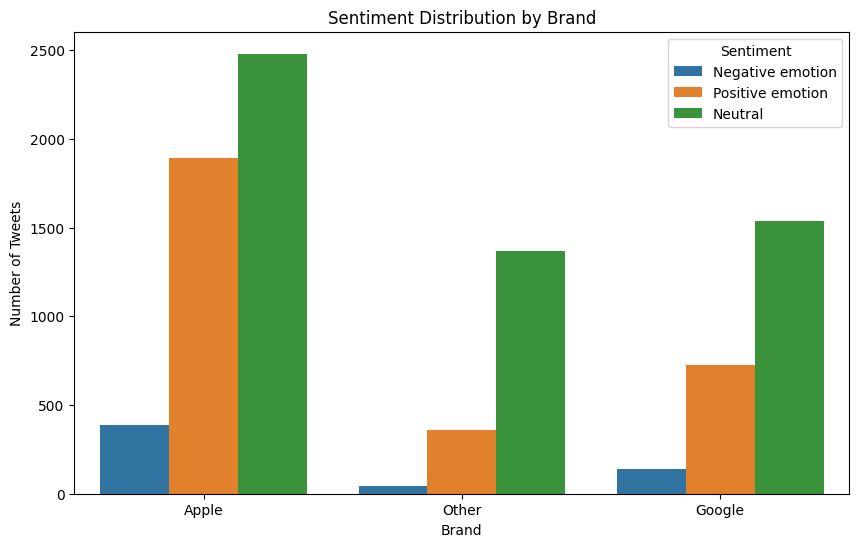 Sentiment Distribution by Brand
Sentiment
Negative emotion
Positive emotion
Neutral
Number of Tweets
2500
2000
1500
1000
500
0
Apple
Other
Google
Brand